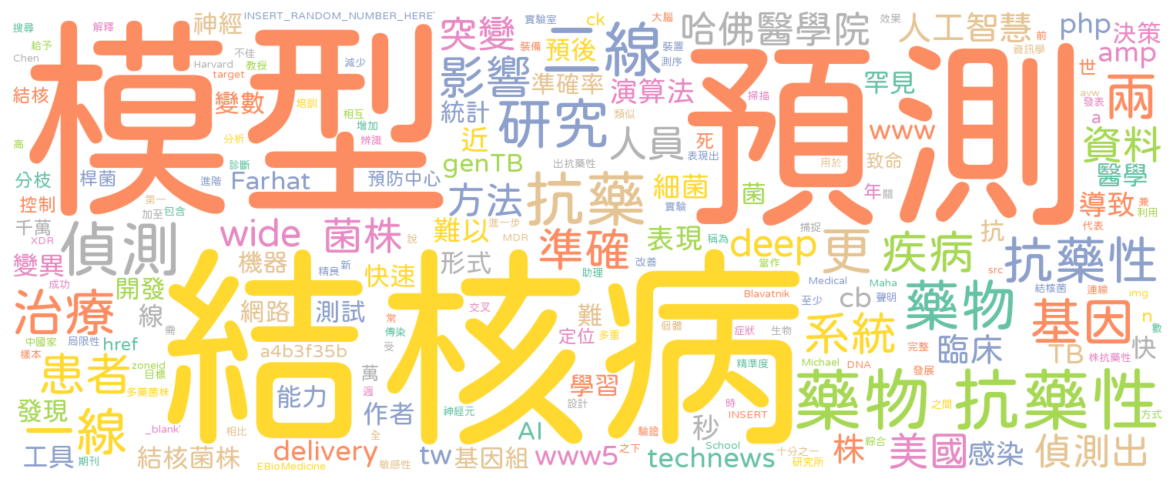 搜尋 解釋 神經 INSERT_RANDOM_NUMBER_HERE' 突變 實驗室 ck 大腦 哈佛醫學院 效果 人工智慧 php 決策
給予 不佳 裝備 一線 裝置 前 amp
Chen Harvard 教授 減少 預後 測序 資訊學 世
模型 預測
結核 target 變數 培訓 影響 準確率 演算法 掃描 罕見 avw 發表 兩
相互 增加 統計 類似 a
高 分析 辨識 近 研究 人員 死 www 資料
genTB 出抗藥性 表現出 用於 致命
分枝 桿菌 診斷 Farhat 預防中心 抗藥 細菌 實驗 醫學
進階 第一 方法 菌 年 關 導致 兼
控制 加至 包含 利用
千萬 偵測 wide 菌株 難以 進一步 準確 表現 deep 捕捉 更 疾病 抗 代表
XDR 說 MDR 稱為 抗藥性
變異 機器 快速 形式 改善 當作
成功 精良 新 助理 Medical Maha src 結核菌 連線
開發 Blavatnik 至少 cb 聲明 藥物 基因 img
治療 線 網路 測試 交叉 難 n
中國家 局限性 href 需 常 傳染 定位 多重 個體 症狀 生物 系統 數
樣本 a4b3f35b 受 精準度 Michael 完整 臨床 TB 株抗藥性 快
zoneid 結核病 DNA
患者 目標 萬 學習 發展
多藥菌株 能力 週 設計 時 之間 藥物 抗藥性
發現 作者 神經元 INSERT 方式
一線 _blank' 相比 全 AI 驗證 秒 School 綜合
工具 期刊 結核菌株 delivery tw 基因組 www5 之下 technews 十分之一 株 美國 感染 偵測出
EBioMedicine 敏感性 研究所